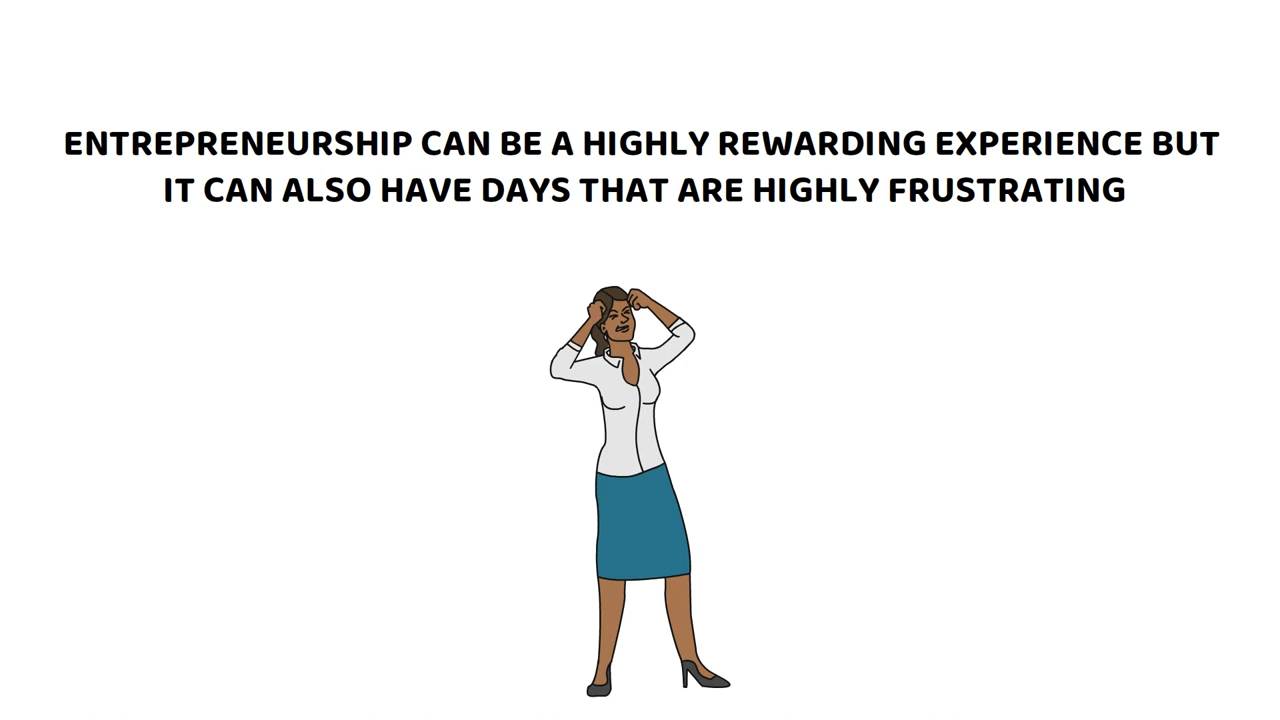 ENTREPRENEURSHIP CAN BE A HIGHLY REWARDING EXPERIENCE BUT
IT CAN ALSO HAVE DAYS THAT ARE HIGHLY FRUSTRATING